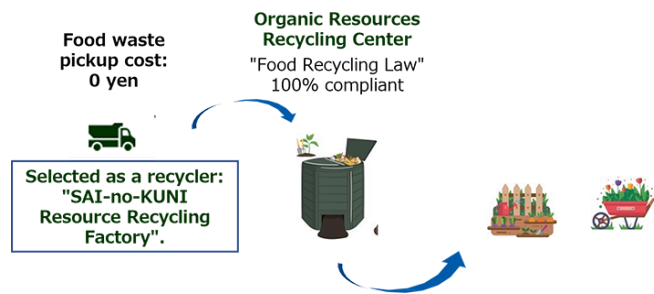 Food waste
pickup cost:
0 yen
Organic Resources
Recycling Center
"Food Recycling Law"
100% compliant
Selected as a recycler:
"SAI-no-KUNI
Resource Recycling
Factory".